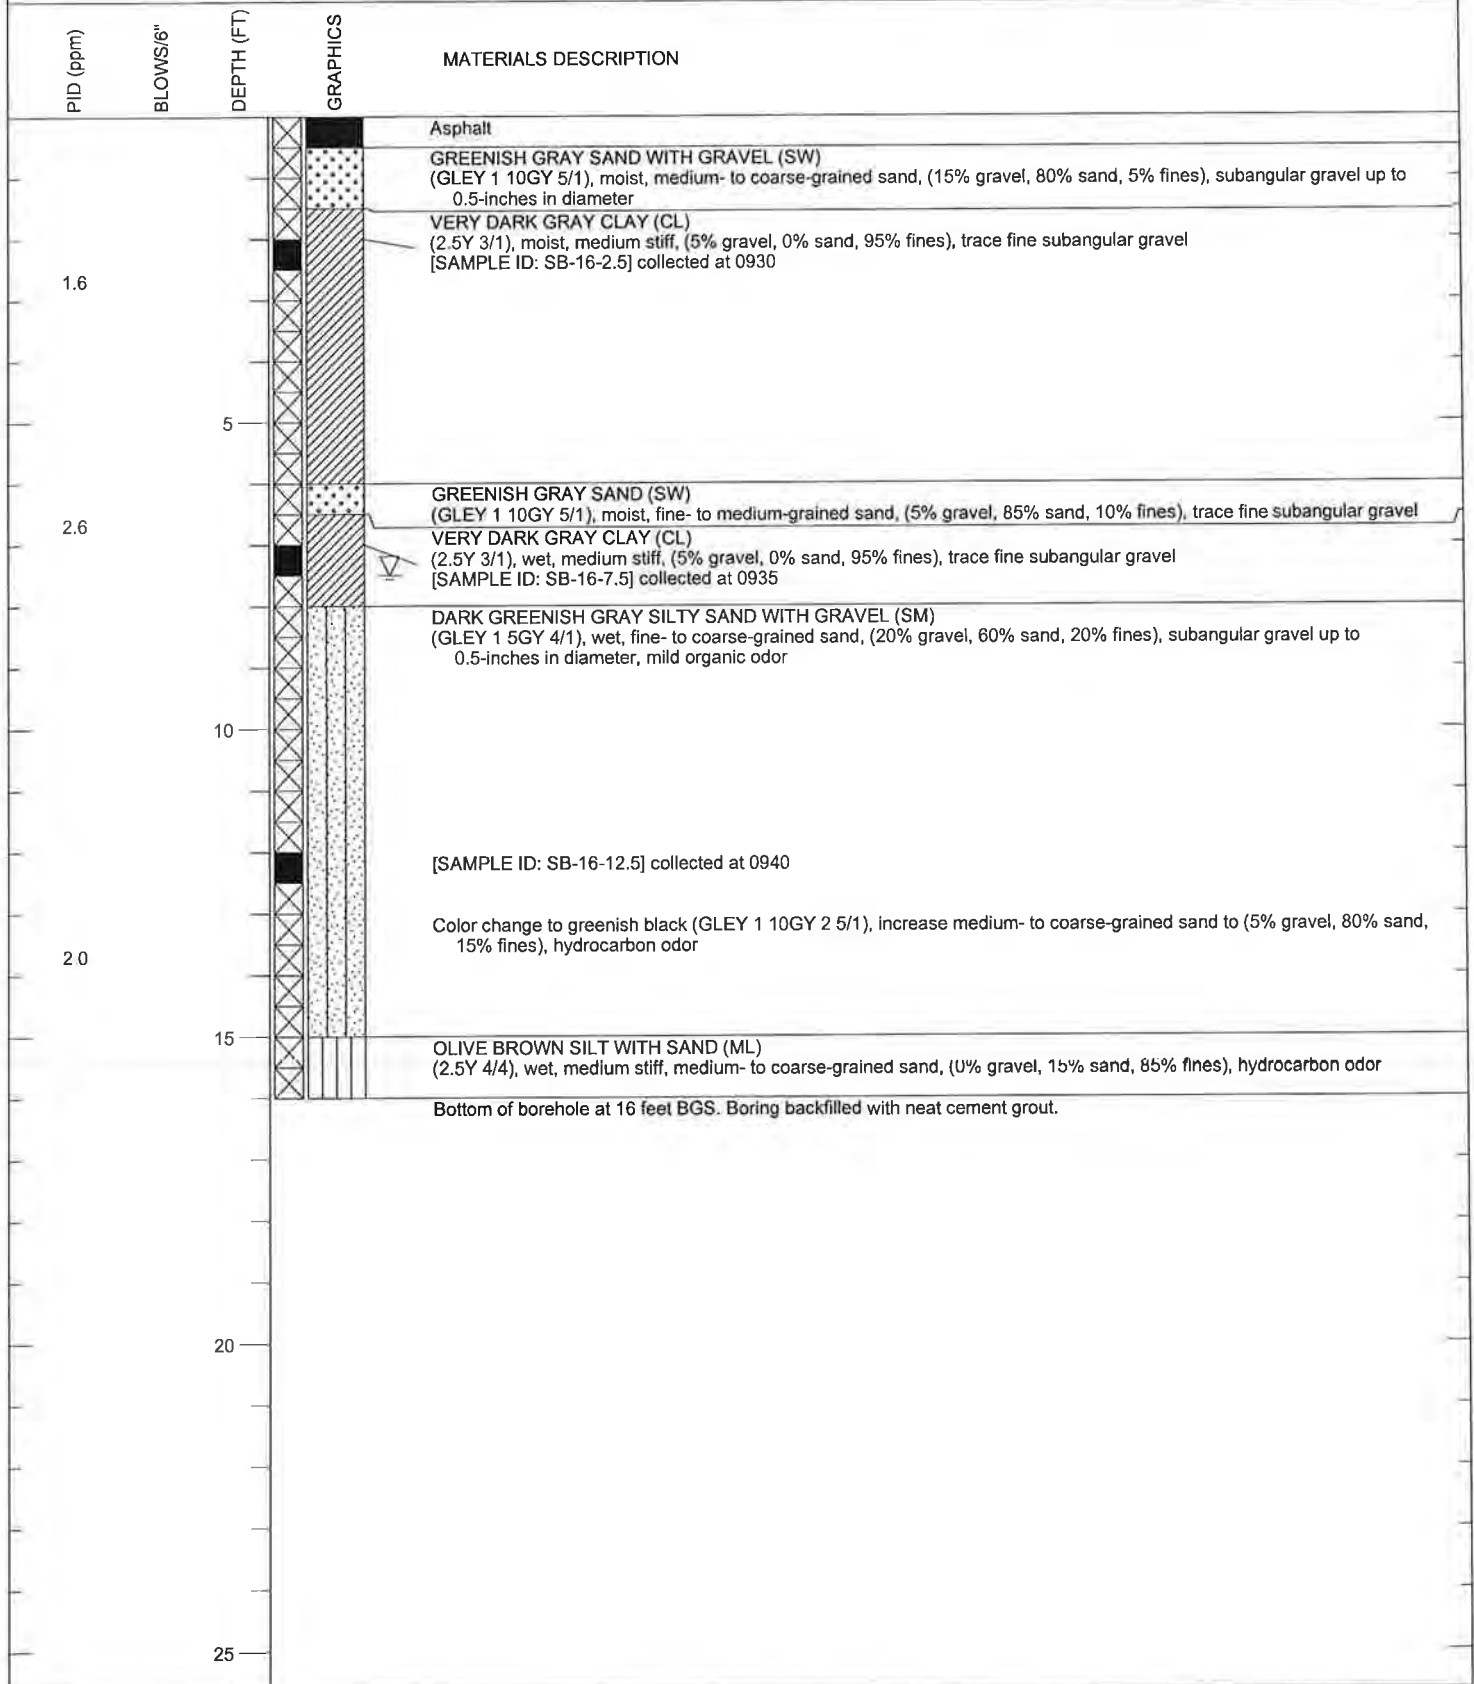 PID (ppm)
BLOWS/6"
DEPTH (FT)
GRAPHICS
MATERIALS DESCRIPTION
Asphalt
GREENISH GRAY SAND WITH GRAVEL (SW)
(GLEY 1 10GY 5/1), moist, medium- to coarse-grained sand, (15% gravel, 80% sand, 5% fines), subangular gravel up to
0.5-inches in diameter
VERY DARK GRAY CLAY (CL)
(2.5Y 3/1), moist, medium stiff, (5% gravel, 0% sand, 95% fines), trace fine subangular gravel
[SAMPLE ID: SB-16-2.5] collected at 0930
1.6
5
GREENISH GRAY SAND (SW)
(GLEY 1 10GY 5/1), moist, fine- to medium-grained sand, (5% gravel, 85% sand, 10% fines), trace fine subangular gravel
2.6
VERY DARK GRAY CLAY (CL)
(2.5Y 3/1), wet, medium stiff, (5% gravel, 0% sand, 95% fines), trace fine subangular gravel
[SAMPLE ID: SB-16-7.5] collected at 0935
DARK GREENISH GRAY SILTY SAND WITH GRAVEL (SM)
(GLEY 1 5GY 4/1), wet, fine- to coarse-grained sand, (20% gravel, 60% sand, 20% fines), subangular gravel up to
0.5-inches in diameter, mild organic odor
10
[SAMPLE ID: SB-16-12.5] collected at 0940
Color change to greenish black (GLEY 1 10GY 2 5/1), increase medium- to coarse-grained sand to (5% gravel, 80% sand,
15% fines), hydrocarbon odor
2.0
15
OLIVE BROWN SILT WITH SAND (ML)
(2.5Y 4/4), wet, medium stiff, medium- to coarse-grained sand, (0% gravel, 15% sand, 85% fines), hydrocarbon odor
Bottom of borehole at 16 feet BGS. Boring backfilled with neat cement grout.
20
25